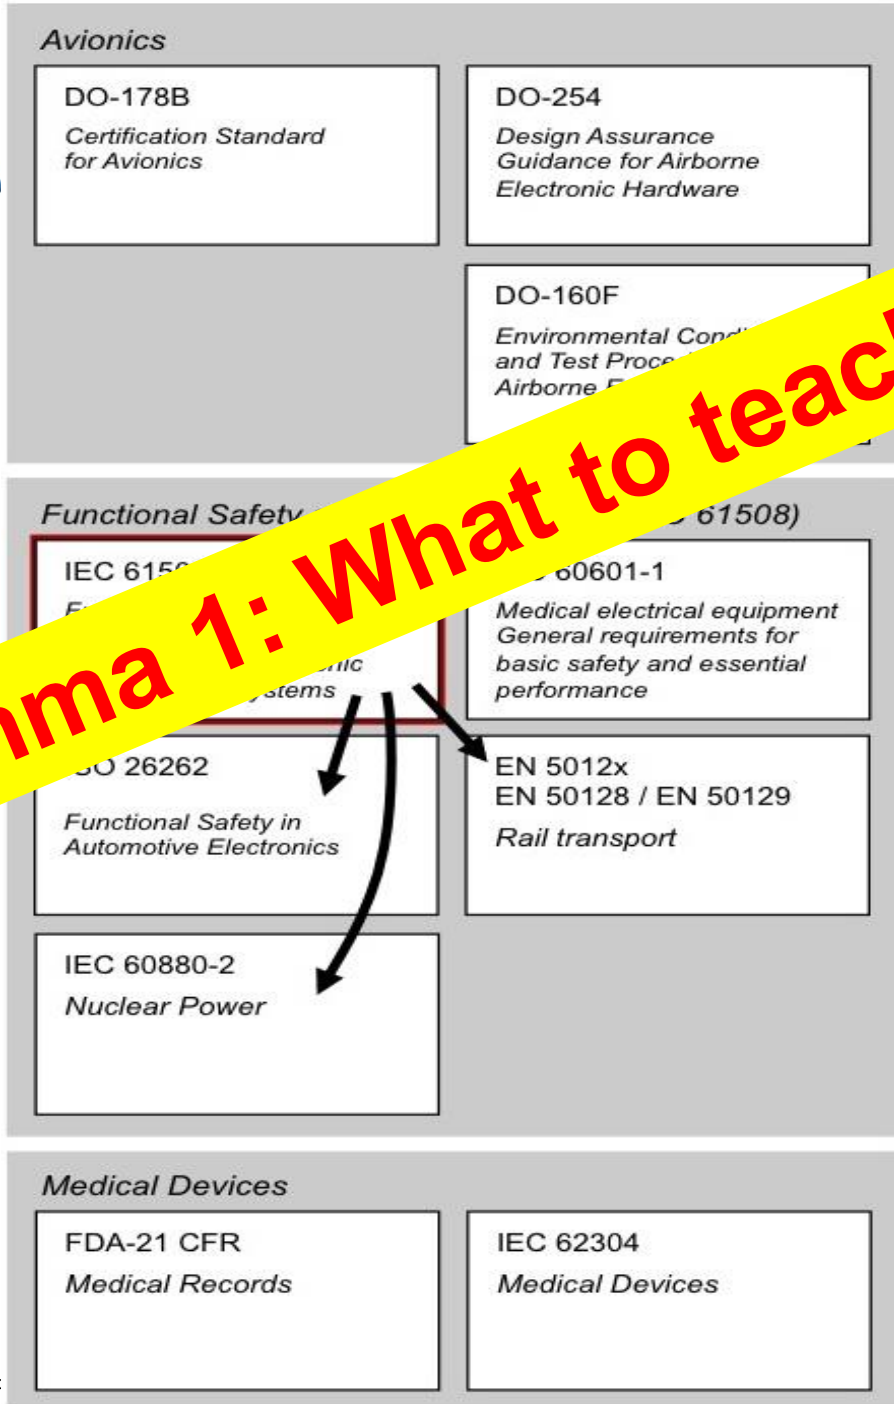 Avionics
DO-178B
Certification Standard
for Avionics
DO-254
Design Assurance
Guidance for Airborne
Electronic Hardware
DO-160F
Environmental
and Test
Airborne
mma 1: What to teac
Functional Safety
61508)
IEC
60601-1
Medical electrical equipment
General requirements for
basic safety and essential
performance
26262
Functional Safety in
Automotive Electronics
EN 5012x
EN 50128 / EN 50129
Rail transport
IEC 60880-2
Nuclear Power
Medical Devices
FDA-21 CFR
Medical Records
IEC 62304
Medical Devices